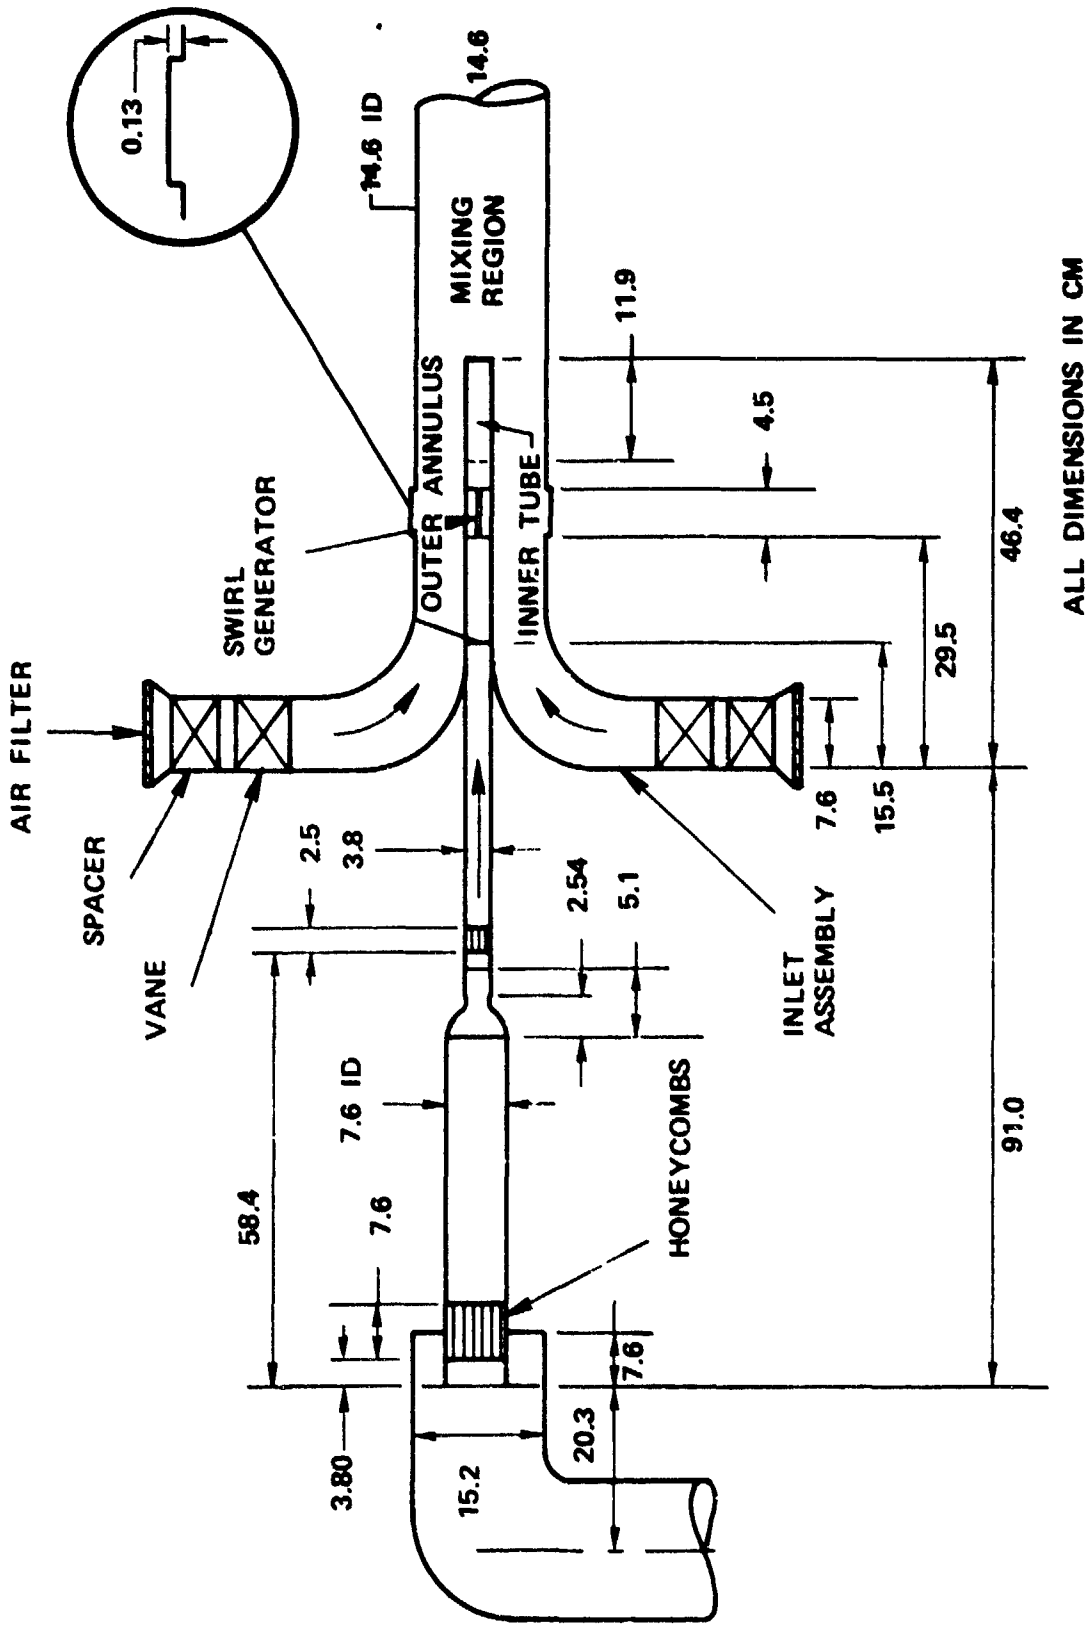 AIR FILTER
SPACER
VANE
SWIRL
GENERATOR
0.13
14.6 ID
14.6
OUTER ANNULUS
MIXING
REGION
INNER TUBE
58.4
2.5
3.8
7.6 ID
7.6
3.80
15.2
20.3
7.6
HONEYCOMBS
2.54
5.1
INLET
ASSEMBLY
7.6
15.5
29.5
4.5
11.9
46.4
91.0
ALL DIMENSIONS IN CM